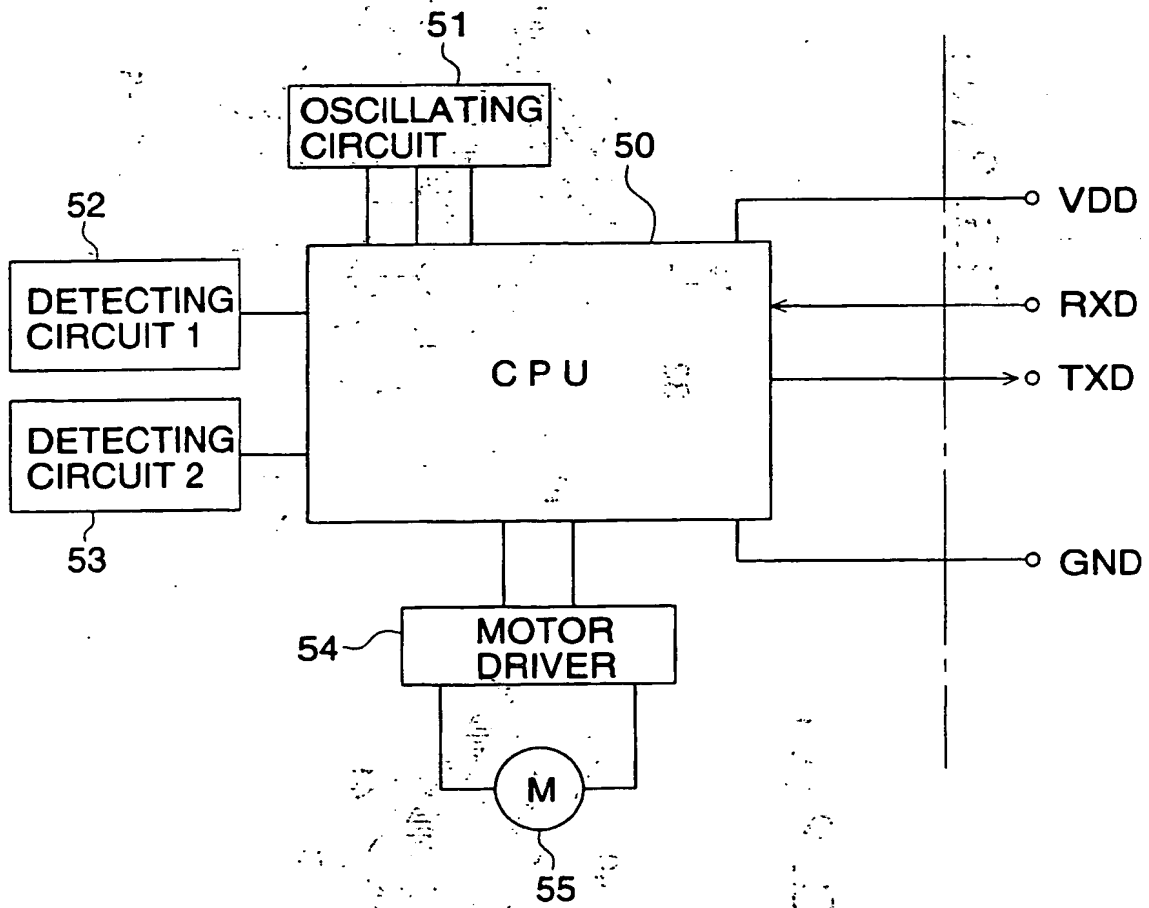 51
OSCILLATING
CIRCUIT
50
52
VDD
DETECTING
CIRCUIT 1
RXD
C P U
TXD
DETECTING
CIRCUIT 2
53
GND
54
MOTOR
DRIVER
M
55